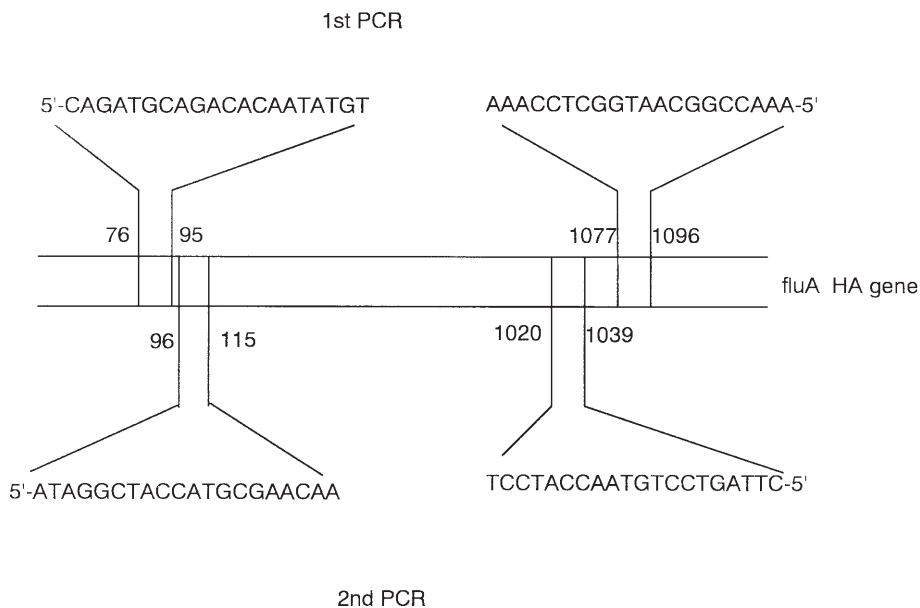 1st PCR
5'-CAGATGCAGACACAATATGT
AAACCTCGGTAACGGCCAAA-5'
76
95
1077
1096
fluA HA gene
96
115
1020
1039
5'-ATAGGCTACCATGCGAACAA
TCCTACCAATGTCCTGATTC-5'
2nd PCR